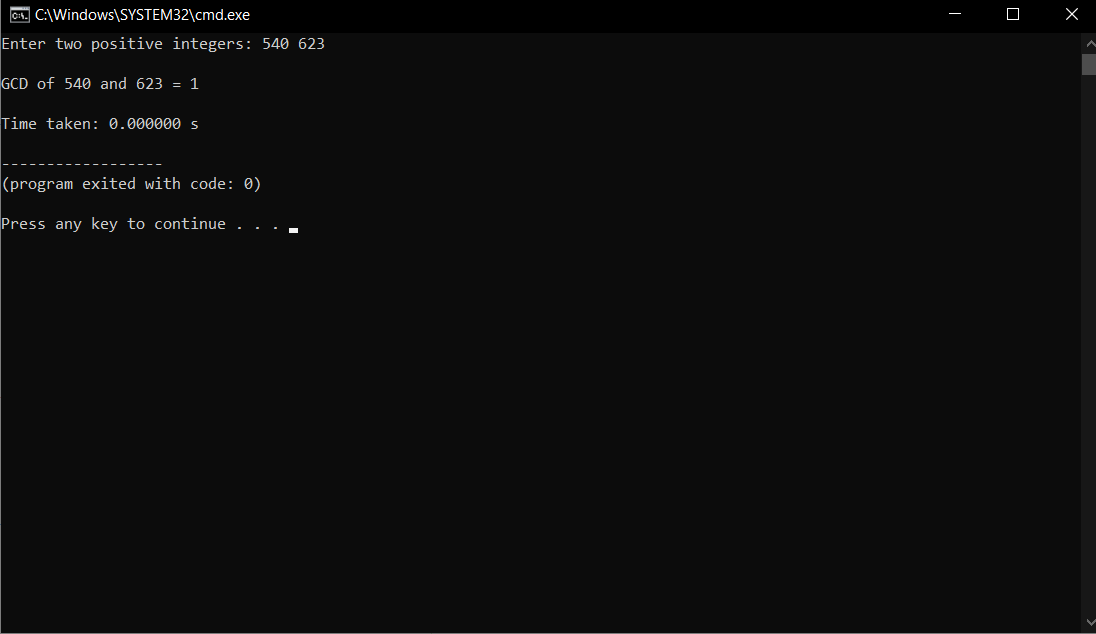 C:\Windows\SYSTEM32\cmd.exe
Enter two positive integers: 540 623
GCD of 540 and 623 = 1
Time taken: 0.000000 s
------------------
(program exited with code: 0)
Press any key to continue . . .